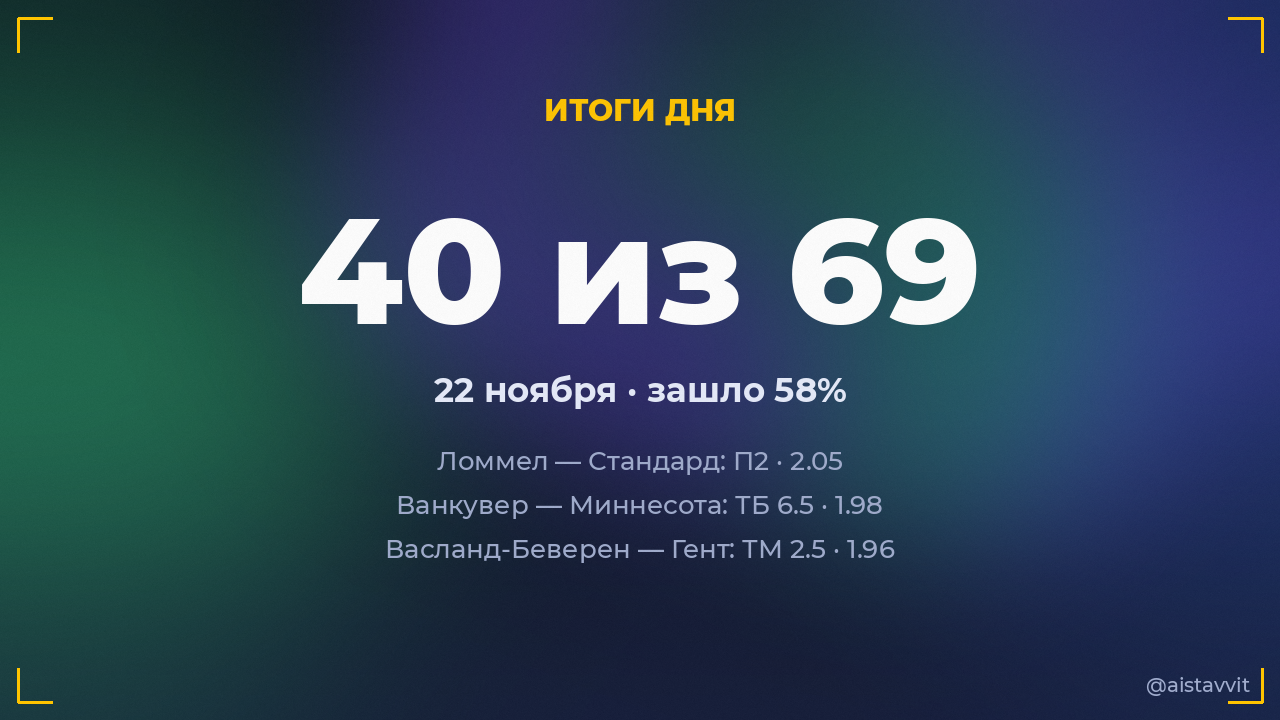 ИТОГИ ДНЯ
40 из 69
22 ноября · зашло 58%
Ломмел — Стандард: П2 · 2.05
Ванкувер — Миннесота: ТБ 6.5 · 1.98
Васланд-Беверен — Гент: ТМ 2.5 · 1.96
@aistavvit